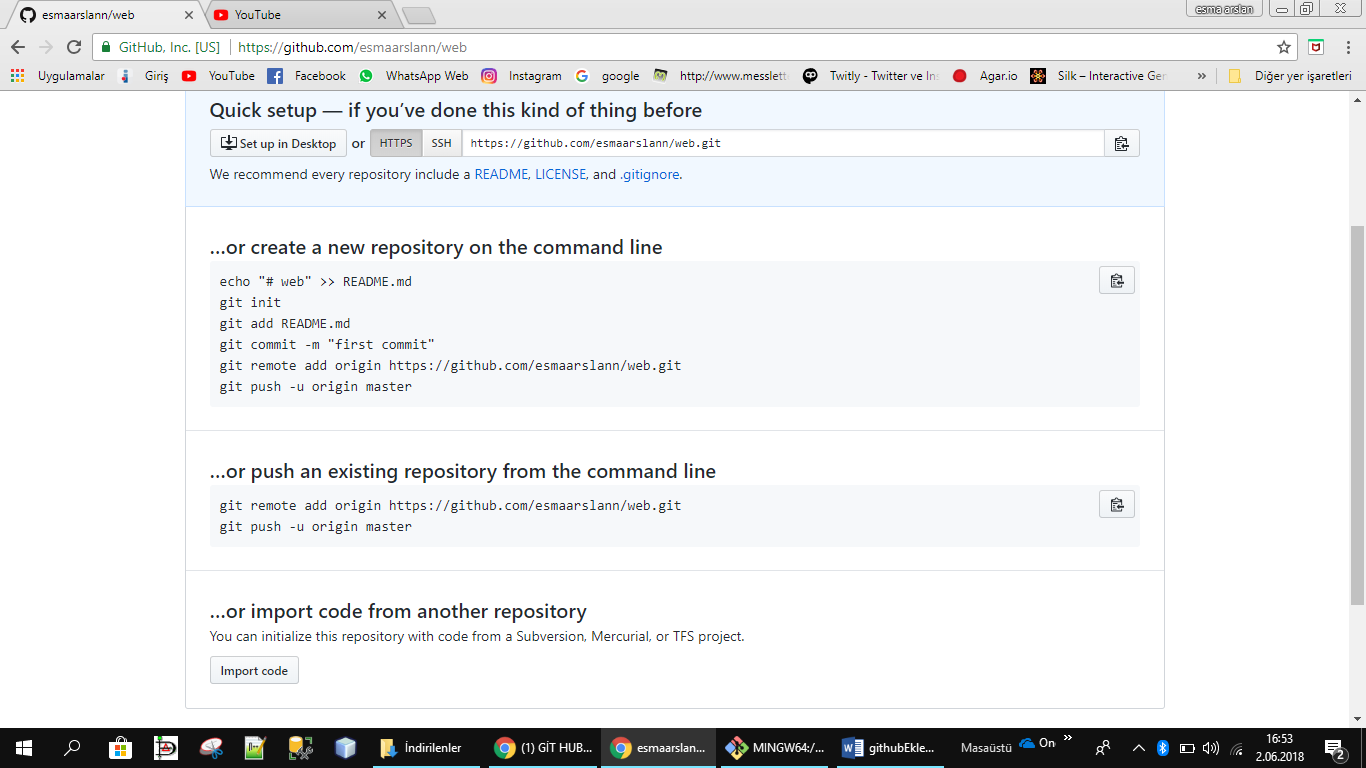 esmaarslann/web
YouTube
esma arslan
GitHub, Inc. [US]
https://github.com/esmaarslann/web
Uygulamalar
Giriş
YouTube
Facebook
WhatsApp Web
Instagram
google
http://www.messlett
Twitly - Twitter ve Ins
Agar.io
Silk – Interactive Ger
»
Diğer yer işaretleri
Quick setup — if you’ve done this kind of thing before
Set up in Desktop or HTTPS SSH https://github.com/esmaarslann/web.git
We recommend every repository include a README, LICENSE, and .gitignore.
…or create a new repository on the command line
echo "# web" >> README.md
git init
git add README.md
git commit -m "first commit"
git remote add origin https://github.com/esmaarslann/web.git
git push -u origin master
…or push an existing repository from the command line
git remote add origin https://github.com/esmaarslann/web.git
git push -u origin master
…or import code from another repository
You can initialize this repository with code from a Subversion, Mercurial, or TFS project.
Import code
İndirilenler
(1) GİT HUB...
esmaarslan...
MINGW64:/...
githubEkle...
Masaüstü
On
»
16:53
2.06.2018
2